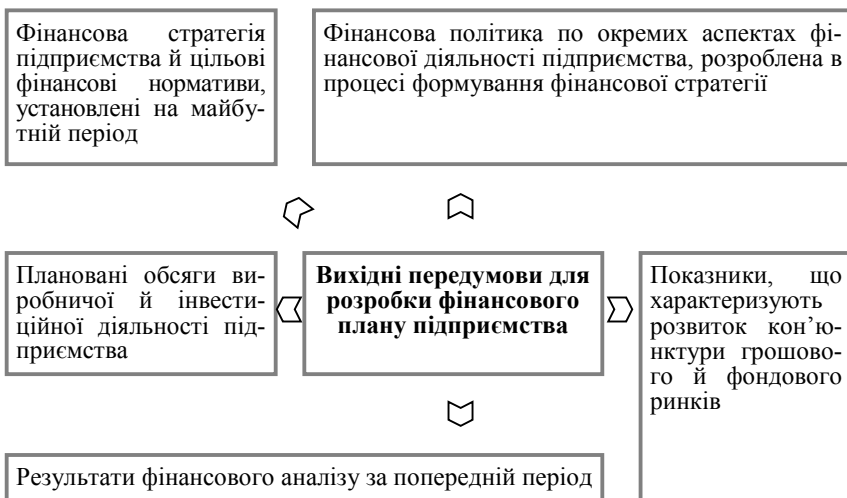 Фінансова стратегія
підприємства й цільові
фінансові нормативи,
установлені на майбу-
тній період
Фінансова політика по окремих аспектах фі-
нансової діяльності підприємства, розроблена в
процесі формування фінансової стратегії
Плановані обсяги ви-
робничої й інвести-
ційної діяльності під-
приємства
Вихідні передумови для
розробки фінансового
плану підприємства
Показники, що
характеризують
розвиток кон’ю-
нктури грошово-
го й фондового
ринків
Результати фінансового аналізу за попередній період